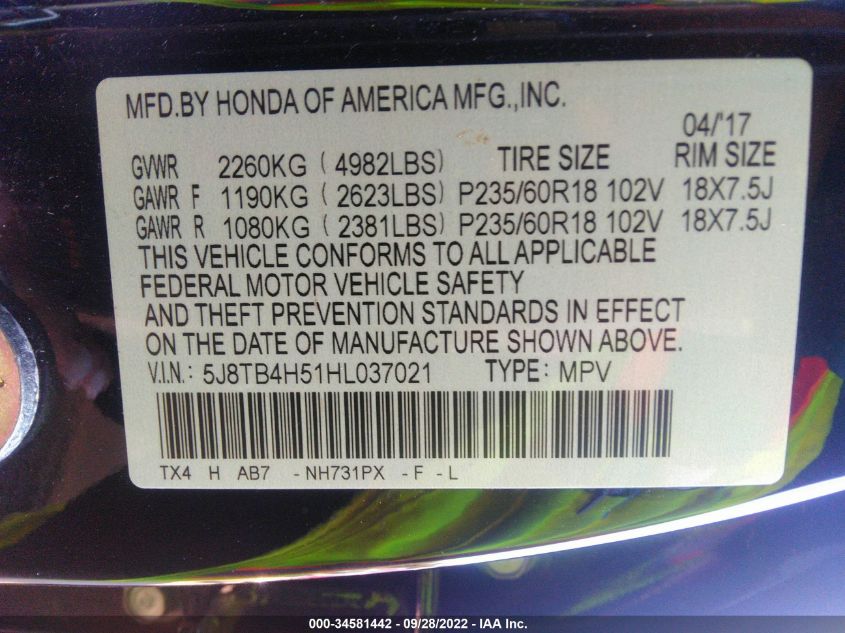 MFD.BY HONDA OF AMERICA MFG.,INC.
04/'17
GVWR 2260KG ( 4982LBS) TIRE SIZE RIM SIZE
GAWR F 1190KG ( 2623LBS) P235/60R18 102V 18X7.5J
GAWR R 1080KG ( 2381LBS) P235/60R18 102V 18X7.5J
THIS VEHICLE CONFORMS TO ALL APPLICABLE
FEDERAL MOTOR VEHICLE SAFETY
AND THEFT PREVENTION STANDARDS IN EFFECT
ON THE DATE OF MANUFACTURE SHOWN ABOVE.
V.I.N.: 5J8TB4H51HL037021 TYPE: MPV
TX4 H AB7 - NH731PX - F - L
000-34581442 - 09/28/2022 - IAA Inc.